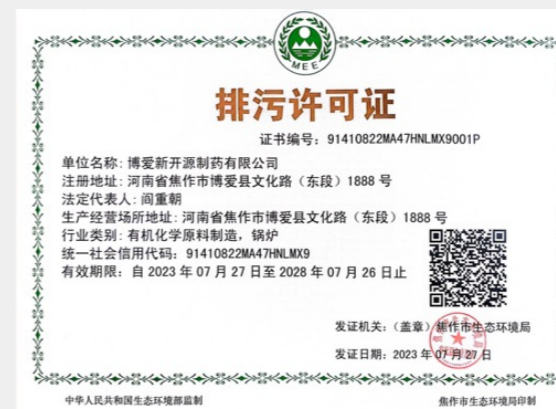 MEE
排污许可证
证书编号：91410822MA47HNLMX9001P
单位名称：博爱新开源制药有限公司
注册地址：河南省焦作市博爱县文化路（东段）1888 号
法定代表人：阎重朝
生产经营场所地址：河南省焦作市博爱县文化路（东段）1888 号
行业类别：有机化学原料制造，锅炉
统一社会信用代码：91410822MA47HNLMX9
有效期限：自 2023 年 07 月 27 日至 2028 年 07 月 26 日止
发证机关：（盖章）焦作市生态环境局
发证日期：2023 年 07 月 27 日
中华人民共和国生态环境部监制
焦作市生态环境局印制